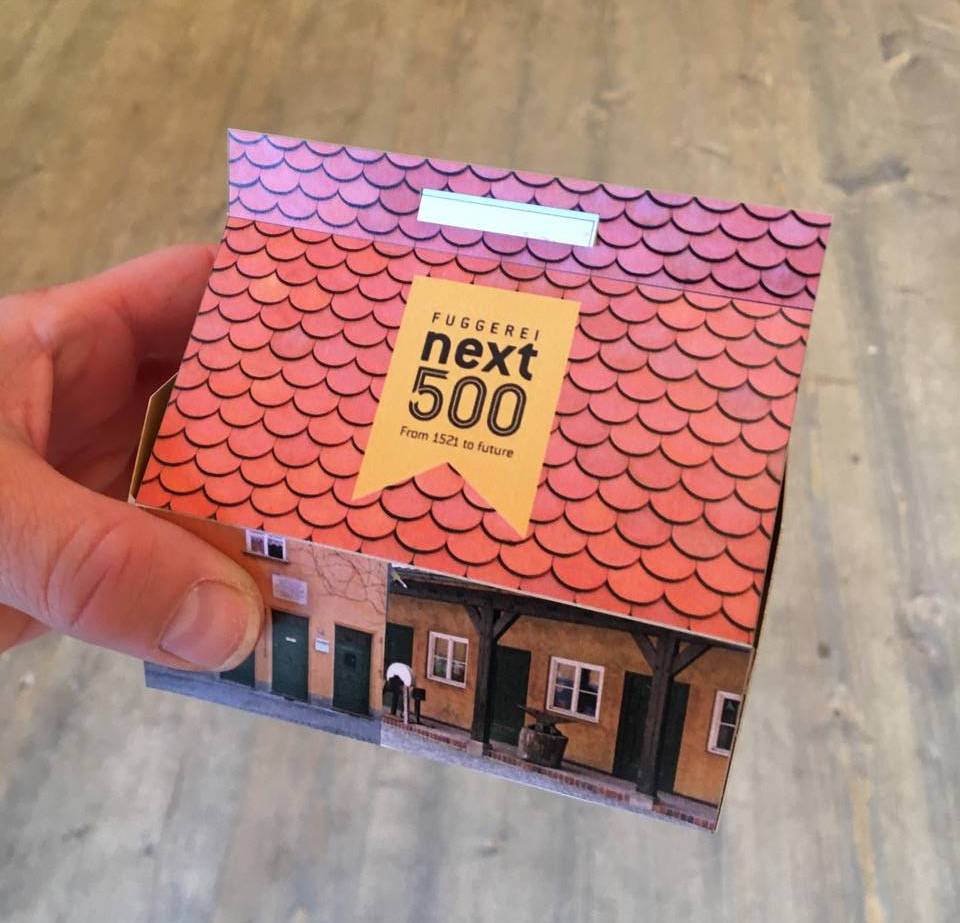 FUGGEREI
next
500
From 1521 to future